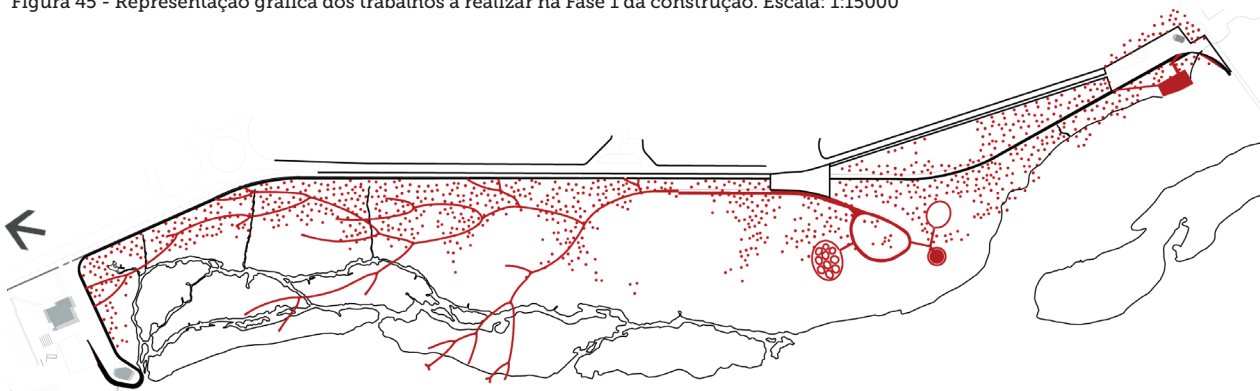 Figura 45 - Representação gráfica dos trabalhos a realizar na Fase 1 da construção. Escala: 1:15000